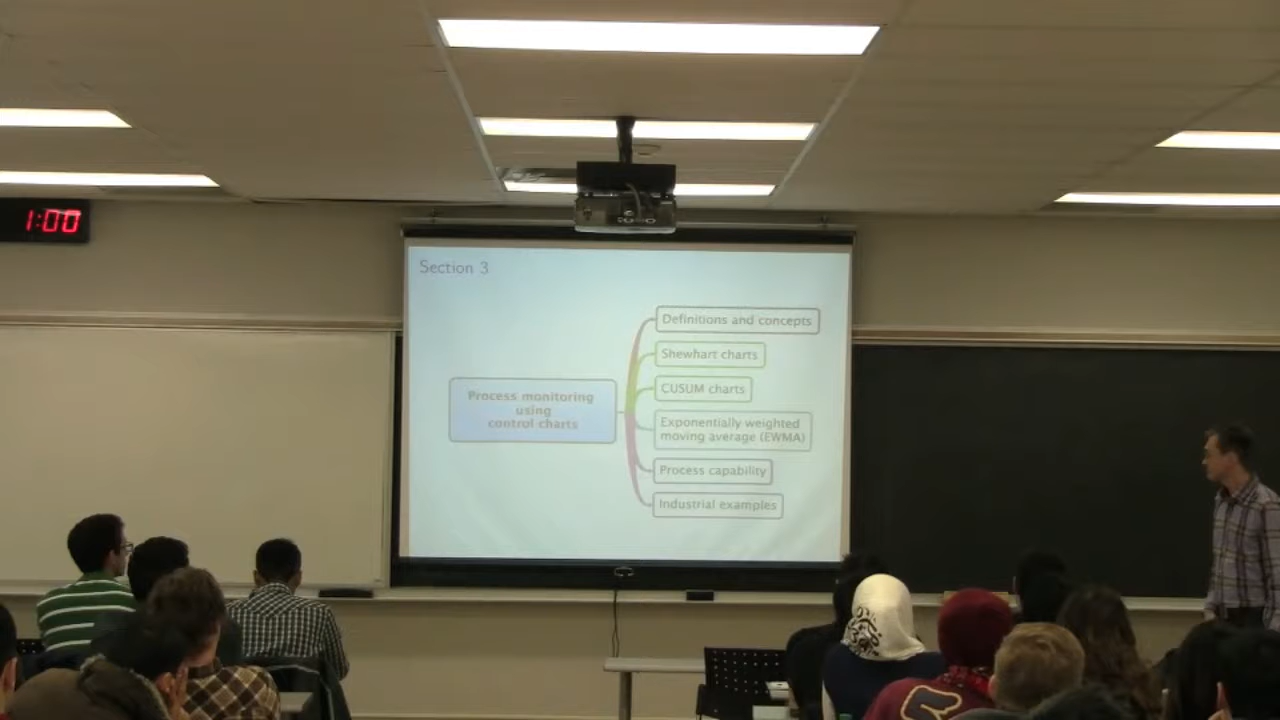 1:00
Section 3
Process monitoring
using
control charts
Definitions and concepts
Shewhart charts
CUSUM charts
Exponentially weighted
moving average (EWMA)
Process capability
Industrial examples